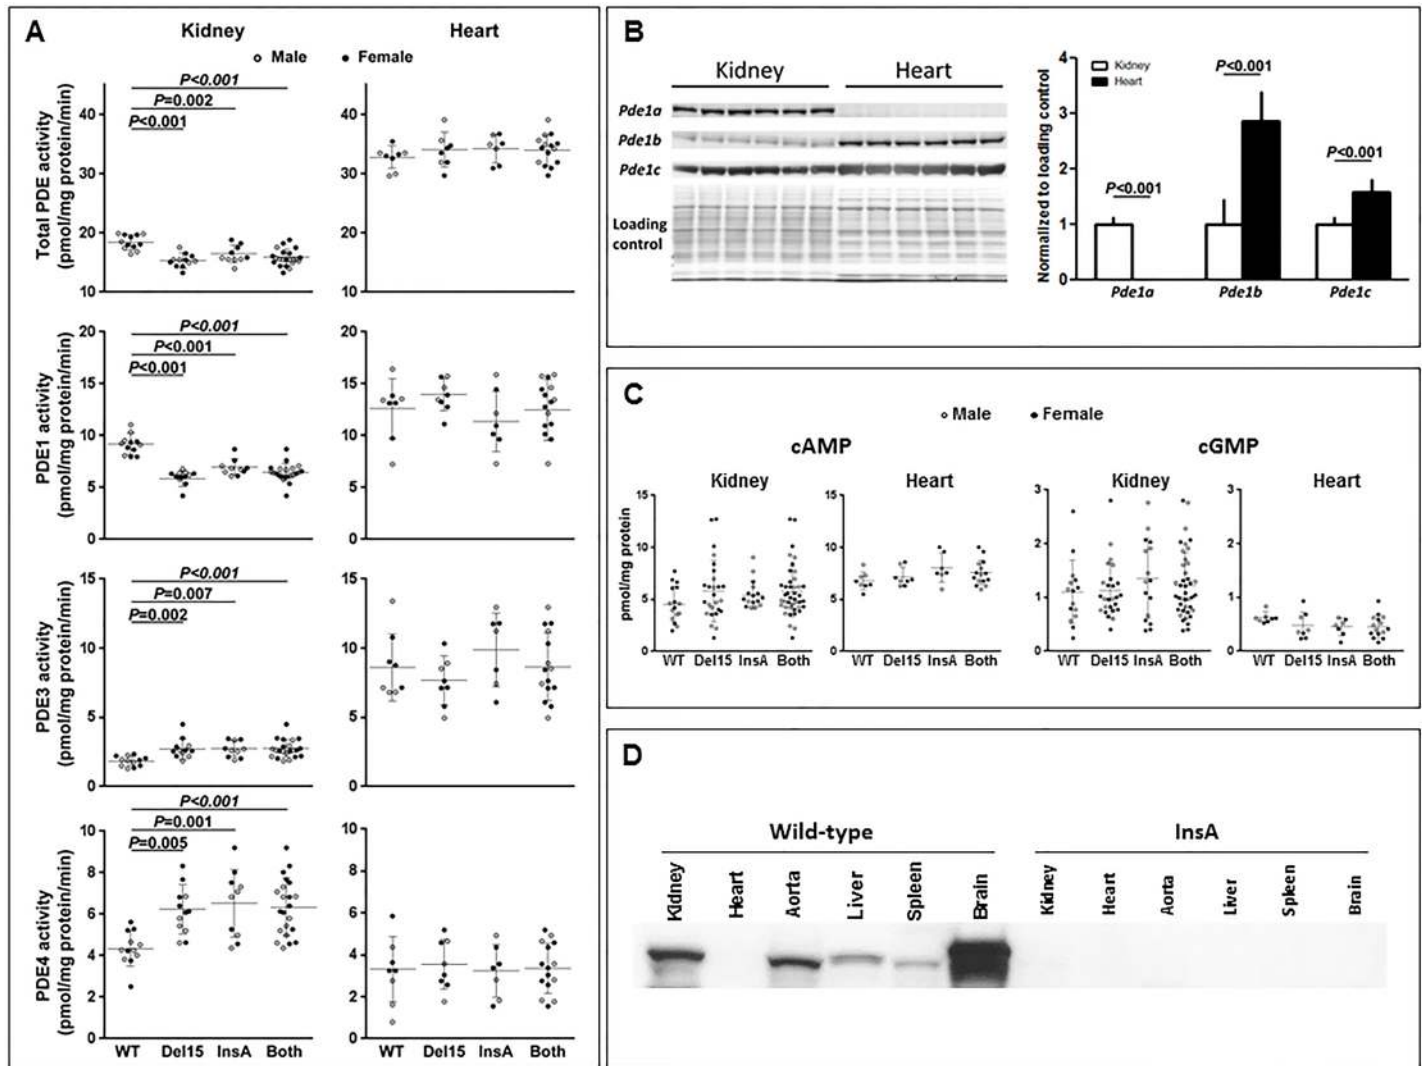 A
Kidney
Heart
Male
Female
Total PDE activity
(pmol/mg protein/min)
40
30
20
10
P<0.001
P=0.002
P<0.001
40
30
20
10
PDE1 activity
(pmol/mg protein/min)
20
15
10
5
0
P<0.001
P<0.001
P<0.001
20
15
10
5
0
PDE3 activity
(pmol/mg protein/min)
15
10
5
0
P<0.001
P=0.007
P=0.002
15
10
5
0
PDE4 activity
(pmol/mg protein/min)
10
8
6
4
2
0
P<0.001
P=0.001
P=0.005
10
8
6
4
2
0
WT Del15 InsA Both
WT Del15 InsA Both
B
Kidney
Heart
Pde1a
Pde1b
Pde1c
Loading
control
Normalized to loading control
4
3
2
1
0
Kidney
Heart
P<0.001
P<0.001
P<0.001
Pde1a
Pde1b
Pde1c
C
Male
Female
cAMP
cGMP
Kidney
Heart
Kidney
Heart
pmol/mg protein
15
10
5
0
WT Del15 InsA Both
15
10
5
0
WT Del15 InsA Both
3
2
1
0
WT Del15 InsA Both
3
2
1
0
WT Del15 InsA Both
D
Wild-type
InsA
Kidney
Heart
Aorta
Liver
Spleen
Brain
Kidney
Heart
Aorta
Liver
Spleen
Brain